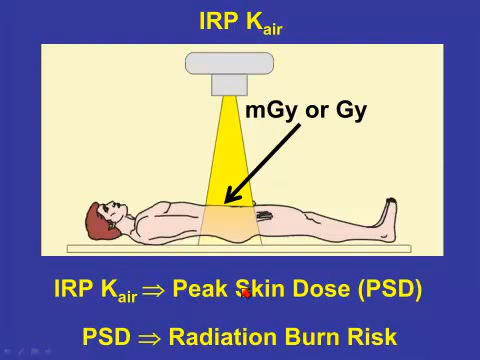 IRP Kair
mGy or Gy
IRP Kair ⇒ Peak Skin Dose (PSD)
PSD ⇒ Radiation Burn Risk